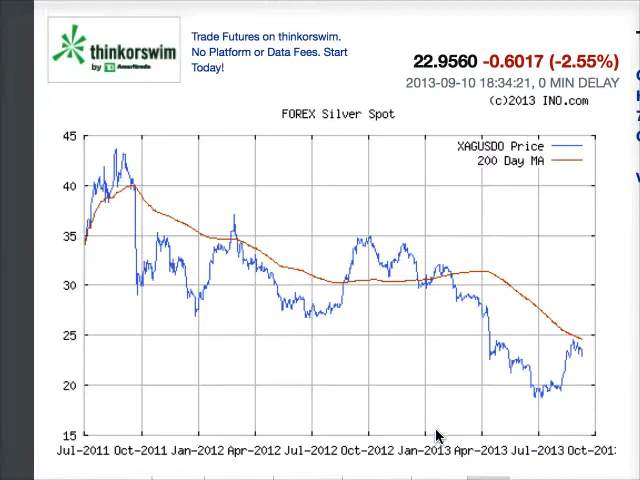 thinkorswim
by TD Ameritrade
Trade Futures on thinkorswim.
No Platform or Data Fees. Start
Today!
22.9560 -0.6017 (-2.55%)
2013-09-10 18:34:21, 0 MIN DELAY
(c)2013 INO.com
FOREX Silver Spot
XAGUSDO Price
200 Day MA
45
40
35
30
25
20
15
Jul-2011 Oct-2011 Jan-2012 Apr-2012 Jul-2012 Oct-2012 Jan-2013 Apr-2013 Jul-2013 Oct-201